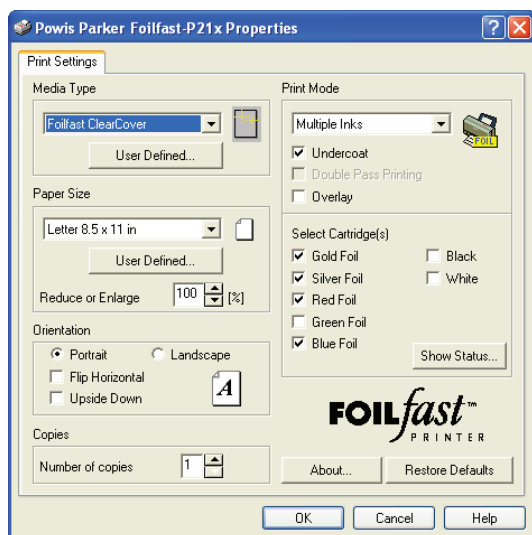 Powis Parker Foilfast-P21x Properties
Print Settings
Media Type
Foilfast ClearCover
User Defined...
Paper Size
Letter 8.5 x 11 in
User Defined...
Reduce or Enlarge 100 [%]
Orientation
Portrait Landscape
Flip Horizontal
Upside Down
A
Copies
Number of copies 1
Print Mode
Multiple Inks
FOIL
Undercoat
Double Pass Printing
Overlay
Select Cartridge(s)
Gold Foil Black
Silver Foil White
Red Foil
Green Foil
Blue Foil
Show Status...
FOILfast™
PRINTER
About... Restore Defaults
OK Cancel Help